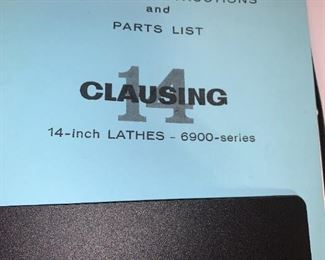 and
PARTS LIST
14
CLAUSING
14-inch LATHES - 6900-series